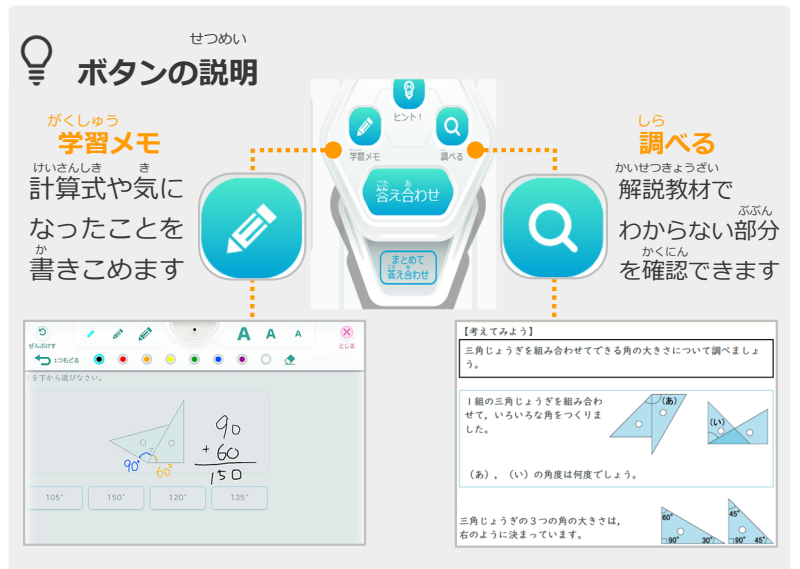 せつめい
ボタンの説明
がくしゅう
学習メモ
けいさんしき き
計算式や気に
なったことを
か
書きこめます
ヒント!
学習メモ
調べる
こた あ
答え合わせ
まとめて
こた あ
答え合わせ
しら
調べる
かいせつきょうざい
解説教材で
ぶぶん
わからない部分
かくにん
を確認できます
ぜんぶけす
1つもどる
A A A
とじる
を下から選びなさい。
90°
60°
90
+ 60
150
105°
150°
120°
135°
【考えてみよう】
三角じょうぎを組み合わせてできる角の大きさについて調べましょ
う。
1組の三角じょうぎを組み合わ
せて,いろいろな角をつくりま
した。
(あ)
(い)
(あ),(い)の角度は何度でしょう。
三角じょうぎの3つの角の大きさは,
右のように決まっています。
60°
90°
30°
45°
90°
45°